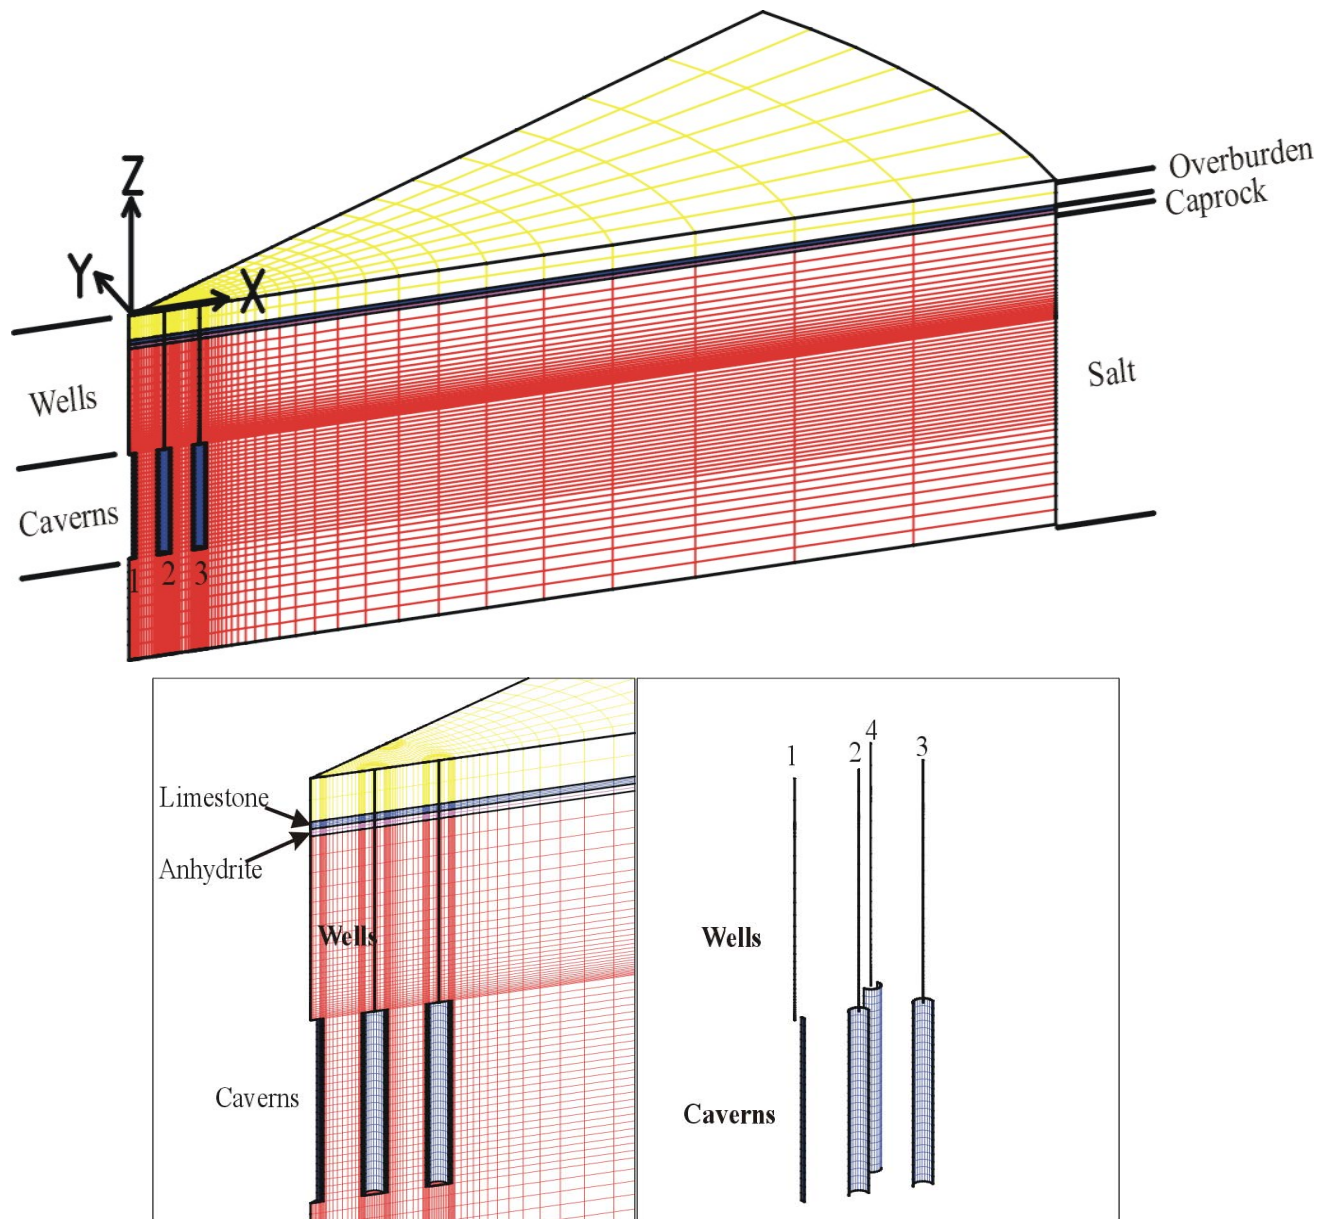 Z
Y
X
Overburden
Caprock
Wells
Salt
Caverns
1 2 3
Limestone
Anhydrite
Wells
Caverns
4
1 2 3
Wells
Caverns